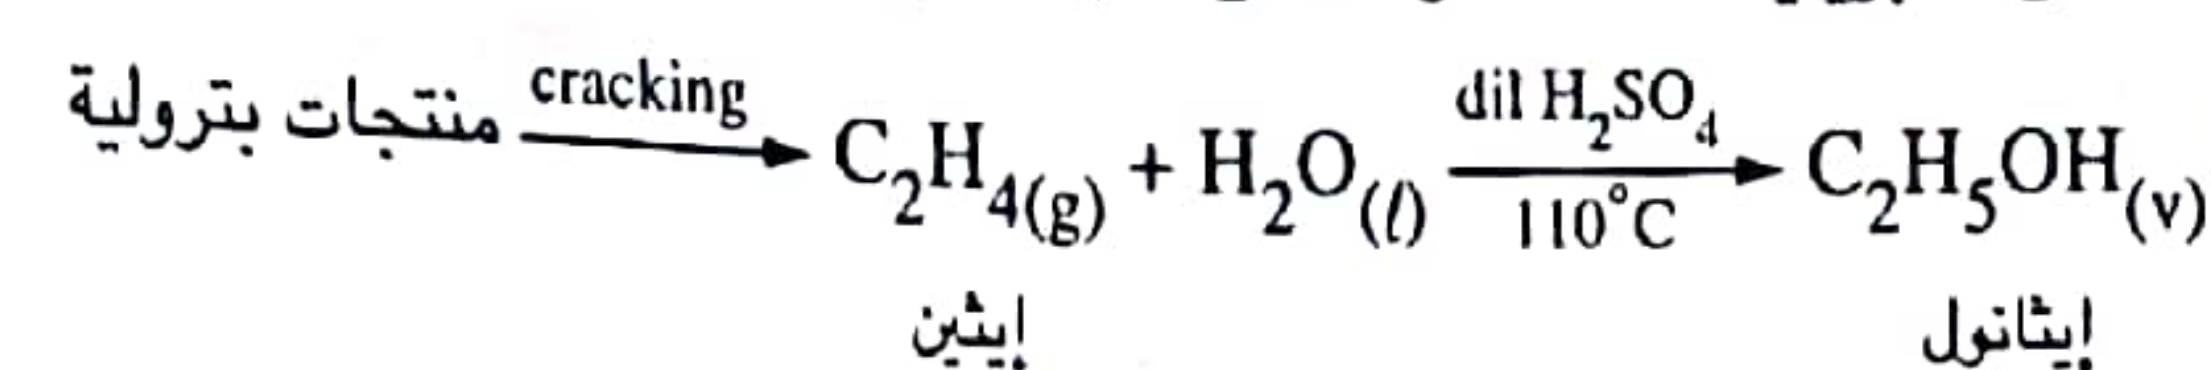 منتجات بترولية cracking → C₂H₄(g) + H₂O(l) dil H₂SO₄ → 110°C C₂H₅OH(v)
إيثين إيثانول